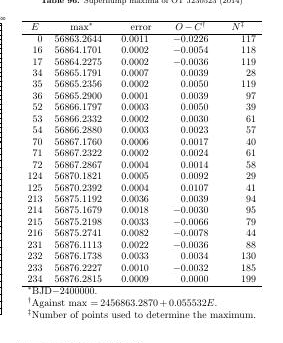 Table 96. Superhump maxima of OT J230523 (2014)
E max* error O − C† N‡
0 56863.2644 0.0011 −0.0226 117
16 56864.1701 0.0002 −0.0054 118
17 56864.2275 0.0002 −0.0036 119
34 56865.1791 0.0007 0.0039 28
35 56865.2356 0.0002 0.0050 119
36 56865.2900 0.0001 0.0039 97
52 56866.1797 0.0003 0.0050 39
53 56866.2332 0.0002 0.0030 61
54 56866.2880 0.0003 0.0023 57
70 56867.1760 0.0006 0.0017 40
71 56867.2322 0.0002 0.0024 61
72 56867.2867 0.0004 0.0014 58
124 56870.1821 0.0005 0.0092 29
125 56870.2392 0.0004 0.0107 41
213 56875.1192 0.0036 0.0039 94
214 56875.1679 0.0018 −0.0030 95
215 56875.2198 0.0033 −0.0066 79
216 56875.2741 0.0082 −0.0078 44
231 56876.1113 0.0022 −0.0036 88
232 56876.1738 0.0033 0.0034 130
233 56876.2227 0.0010 −0.0032 185
234 56876.2815 0.0009 0.0000 199
*BJD−2400000.
†Against max = 2456863.2870 + 0.055532E.
‡Number of points used to determine the maximum.